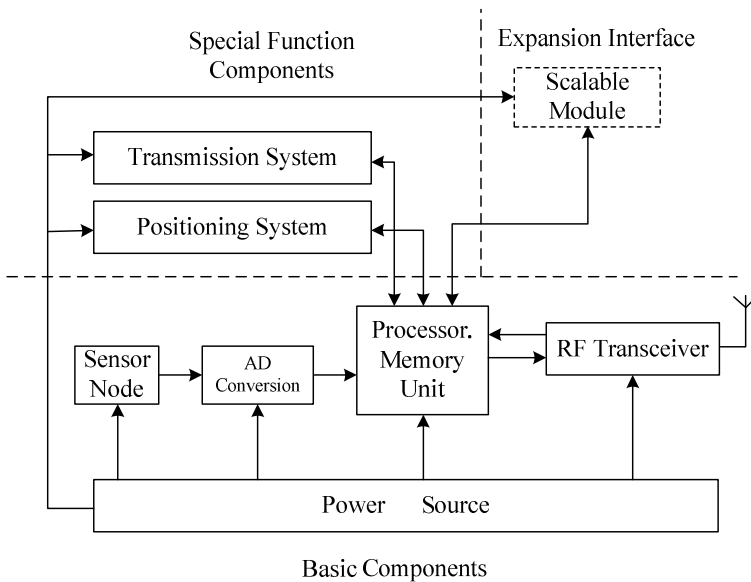 Special Function
Components
Expansion Interface
Scalable
Module
Transmission System
Positioning System
Processor.
Memory
Unit
RF Transceiver
Sensor
Node
AD
Conversion
Power Source
Basic Components